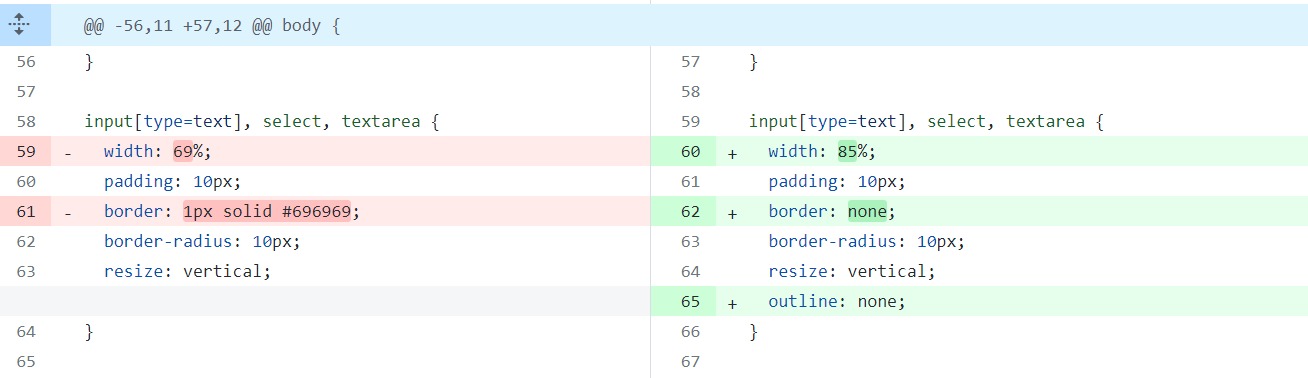 @@ -56,11 +57,12 @@ body {
56 }
57
58 input[type=text], select, textarea {
59 - width: 69%;
60 padding: 10px;
61 - border: 1px solid #696969;
62 border-radius: 10px;
63 resize: vertical;
64 }
65
57 }
58
59 input[type=text], select, textarea {
60 + width: 85%;
61 padding: 10px;
62 + border: none;
63 border-radius: 10px;
64 resize: vertical;
65 + outline: none;
66 }
67